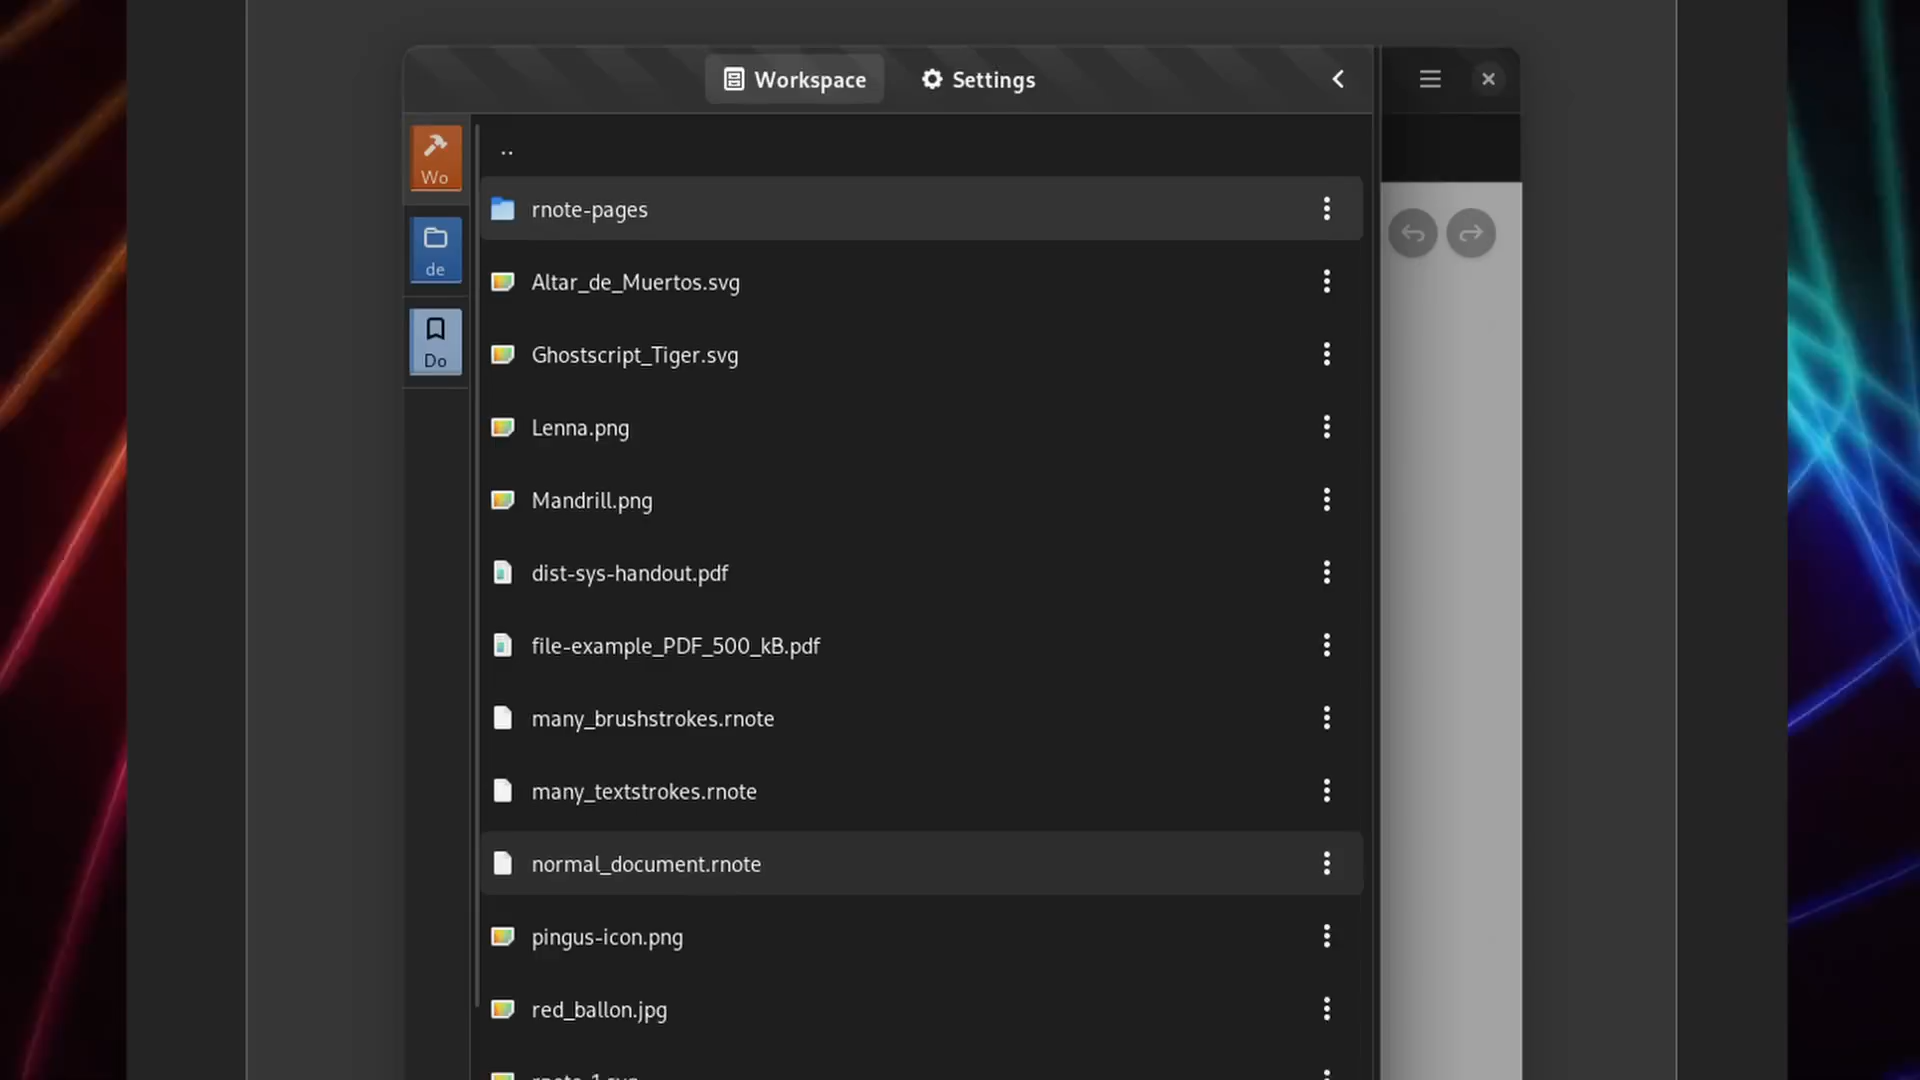 Workspace
Settings
Wo
de
Do
..
rnote-pages
Altar_de_Muertos.svg
Ghostscript_Tiger.svg
Lenna.png
Mandrill.png
dist-sys-handout.pdf
file-example_PDF_500_kB.pdf
many_brushstrokes.rnote
many_textstrokes.rnote
normal_document.rnote
pingus-icon.png
red_ballon.jpg